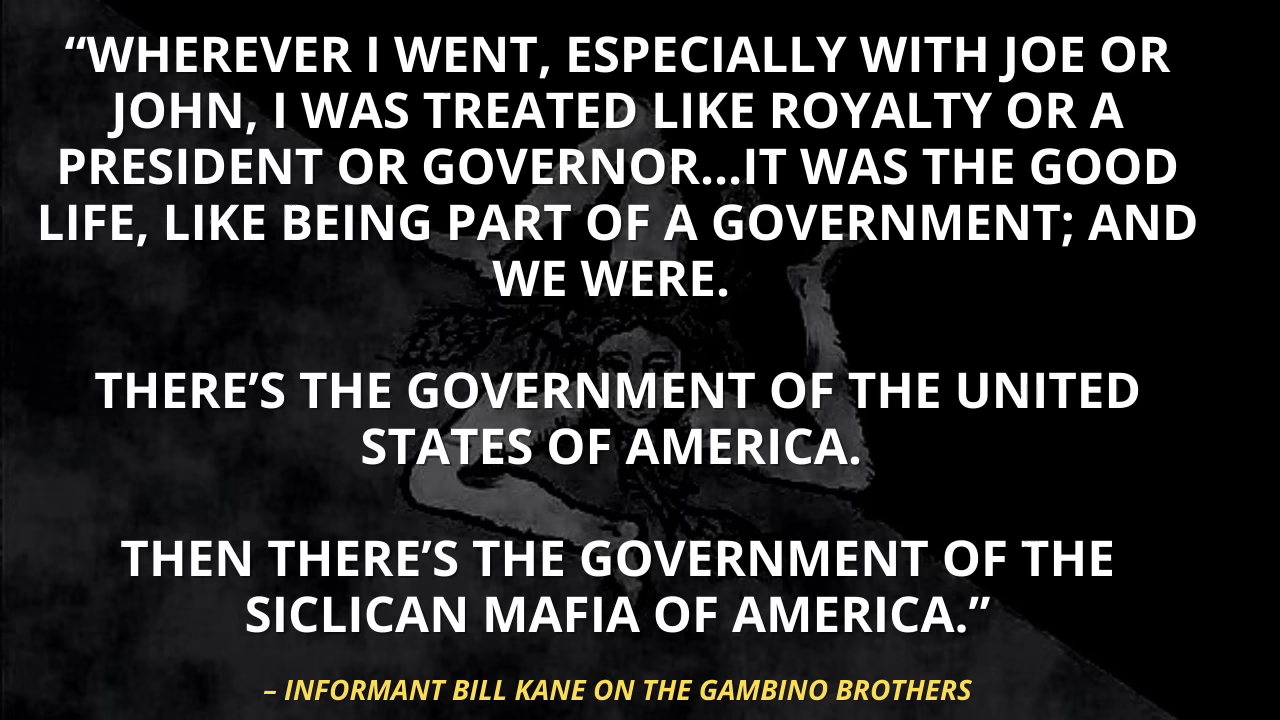 “WHEREVER I WENT, ESPECIALLY WITH JOE OR
JOHN, I WAS TREATED LIKE ROYALTY OR A
PRESIDENT OR GOVERNOR...IT WAS THE GOOD
LIFE, LIKE BEING PART OF A GOVERNMENT; AND
WE WERE.
THERE’S THE GOVERNMENT OF THE UNITED
STATES OF AMERICA.
THEN THERE’S THE GOVERNMENT OF THE
SICLICAN MAFIA OF AMERICA.”
– INFORMANT BILL KANE ON THE GAMBINO BROTHERS